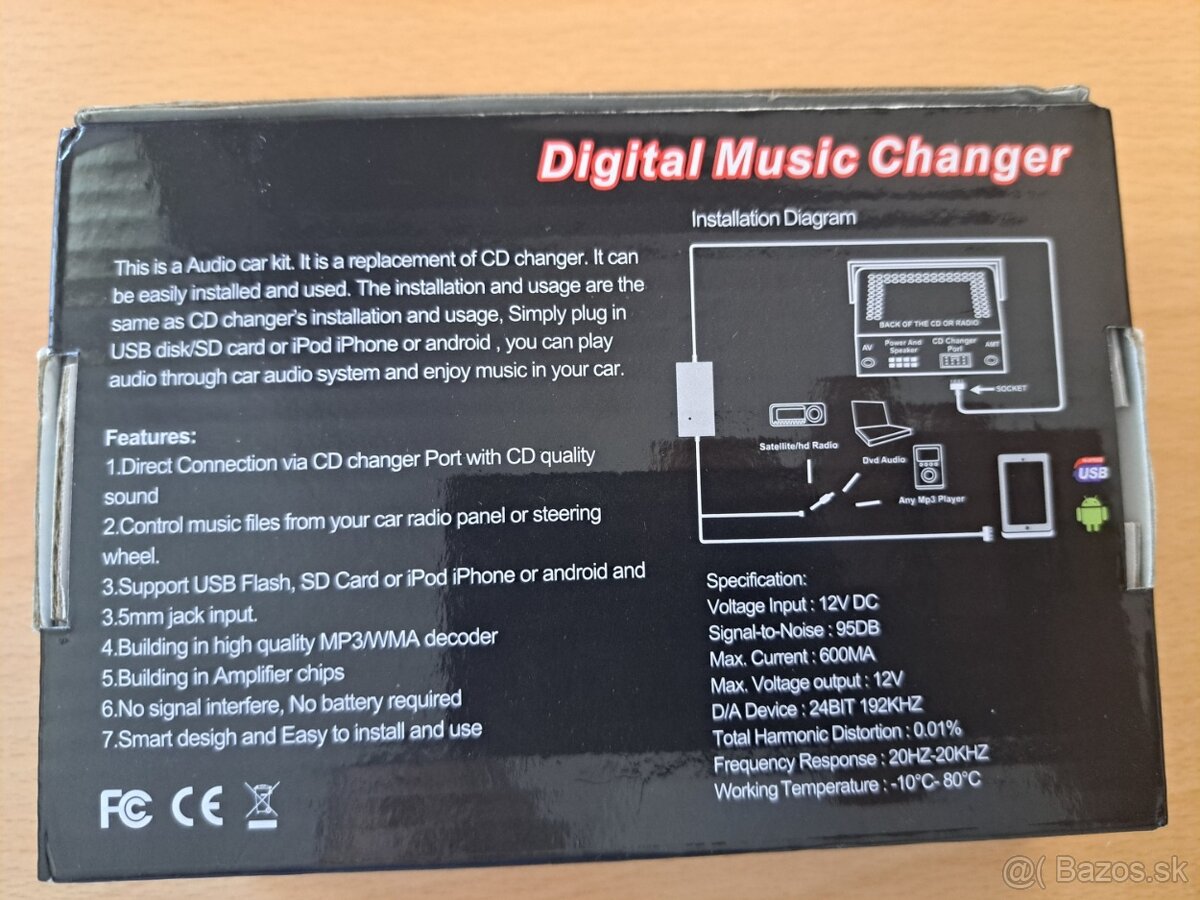 Digital Music Changer
Installation Diagram
This is a Audio car kit. It is a replacement of CD changer. It can
be easily installed and used. The installation and usage are the
same as CD changer's installation and usage, Simply plug in
USB disk/SD card or iPod iPhone or android , you can play
audio through car audio system and enjoy music in your car.
Features:
1.Direct Connection via CD changer Port with CD quality
sound
2.Control music files from your car radio panel or steering
wheel.
3.Support USB Flash, SD Card or iPod iPhone or android and
3.5mm jack input.
4.Building in high quality MP3/WMA decoder
5.Building in Amplifier chips
6.No signal interfere, No battery required
7.Smart desigh and Easy to install and use
FC CE
BACK OF THE CD OR RADIO
AV
Power And
Speaker
CD Changer
Port
AMT
SOCKET
Satellite/hd Radio
Dvd Audio
Any Mp3 Player
USB
Specification:
Voltage Input : 12V DC
Signal-to-Noise : 95DB
Max. Current : 600MA
Max. Voltage output : 12V
D/A Device : 24BIT 192KHZ
Total Harmonic Distortion : 0.01%
Frequency Response : 20HZ-20KHZ
Working Temperature : -10°C- 80°C
@( Bazos.sk